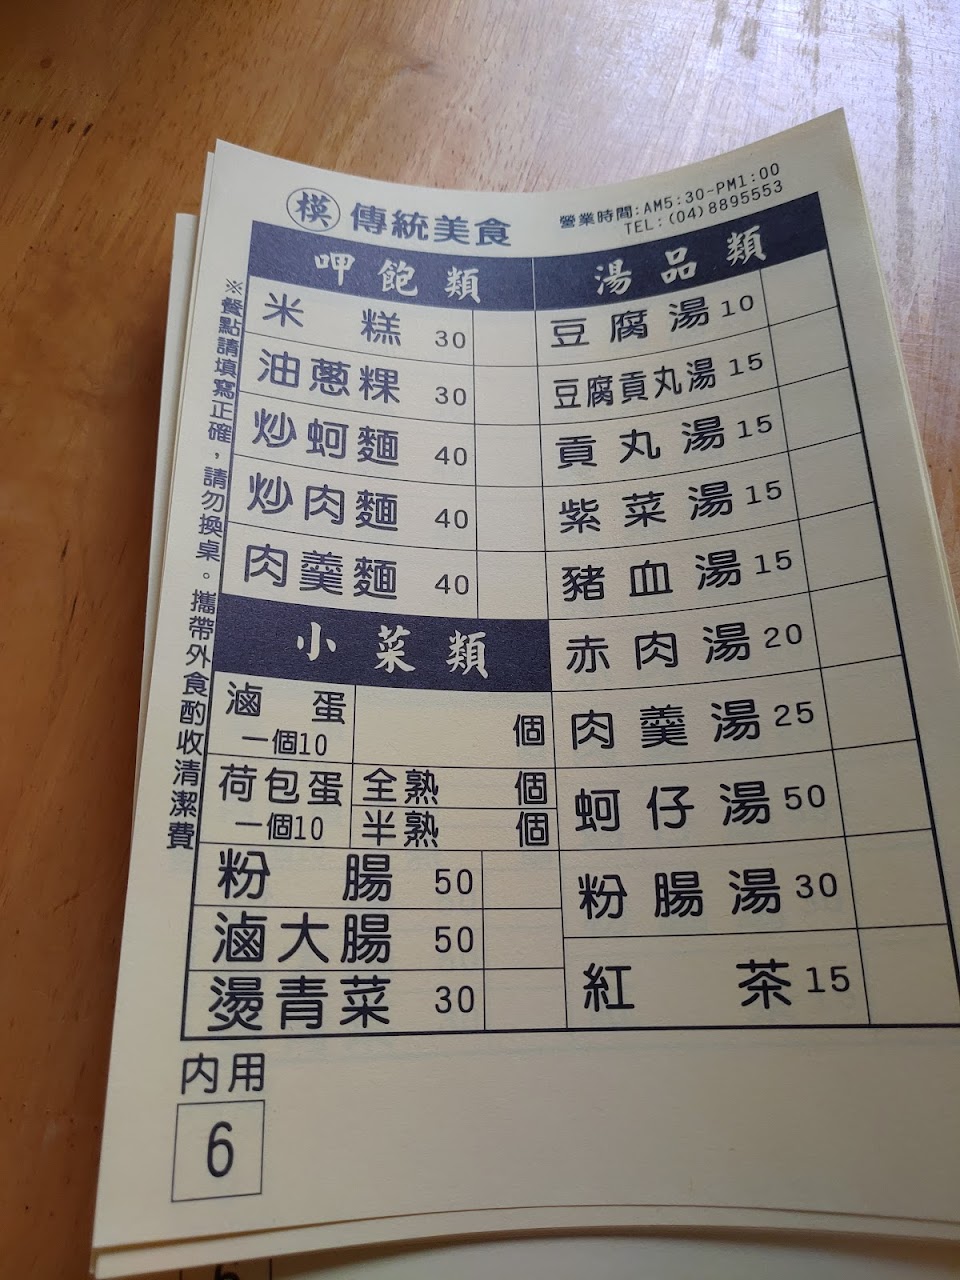 模 傳統美食
營業時間:AM5:30-PM1:00
TEL:(04)8895553
※餐點請填寫正確，請勿換桌。攜帶外食酌收清潔費
呷飽類
米糕 30
油蔥粿 30
炒蚵麵 40
炒肉麵 40
肉羹麵 40
小菜類
滷蛋 個
一個10
荷包蛋 全熟 個
一個10 半熟 個
粉腸 50
滷大腸 50
燙青菜 30
湯品類
豆腐湯 10
豆腐貢丸湯 15
貢丸湯 15
紫菜湯 15
豬血湯 15
赤肉湯 20
肉羹湯 25
蚵仔湯 50
粉腸湯 30
紅茶 15
內用
6